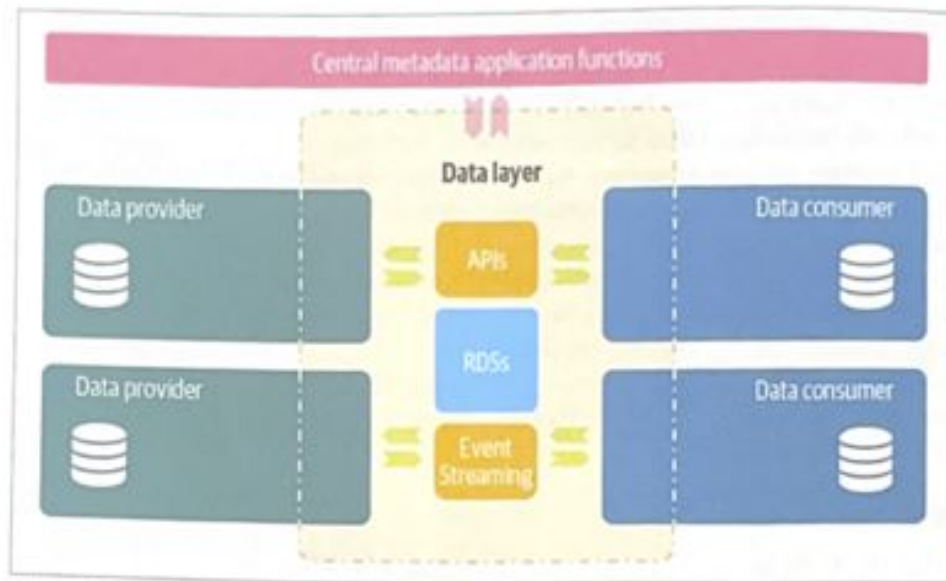 Central metadata application functions
Data layer
Data provider
Data consumer
APIs
RDSs
Data provider
Data consumer
Event
Streaming